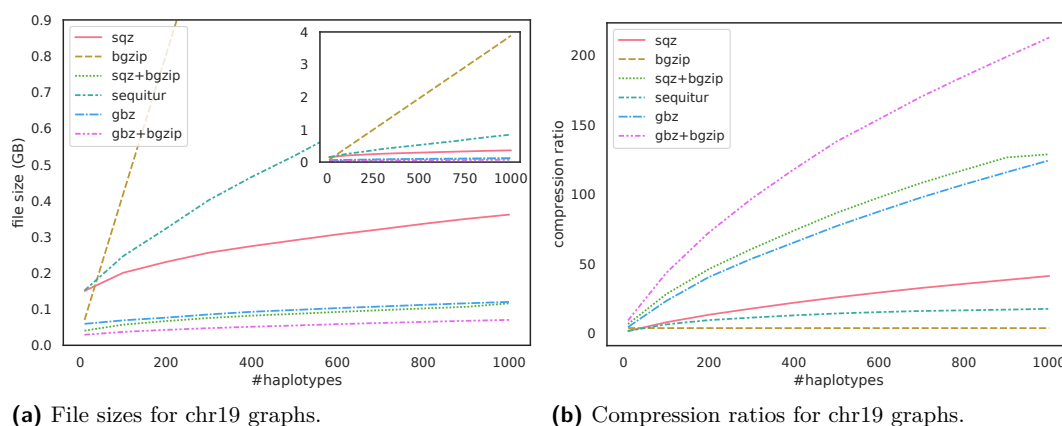 0.9
0.8
0.7
0.6
0.5
0.4
0.3
0.2
0.1
0.0
file size (GB)
sqz
bgzip
sqz+bgzip
sequitur
gbz
gbz+bgzip
4
3
2
1
0
0 250 500 750 1000
0 200 400 600 800 1000
#haplotypes
(a) File sizes for chr19 graphs.
200
150
100
50
0
compression ratio
sqz
bgzip
sqz+bgzip
sequitur
gbz
gbz+bgzip
0 200 400 600 800 1000
#haplotypes
(b) Compression ratios for chr19 graphs.